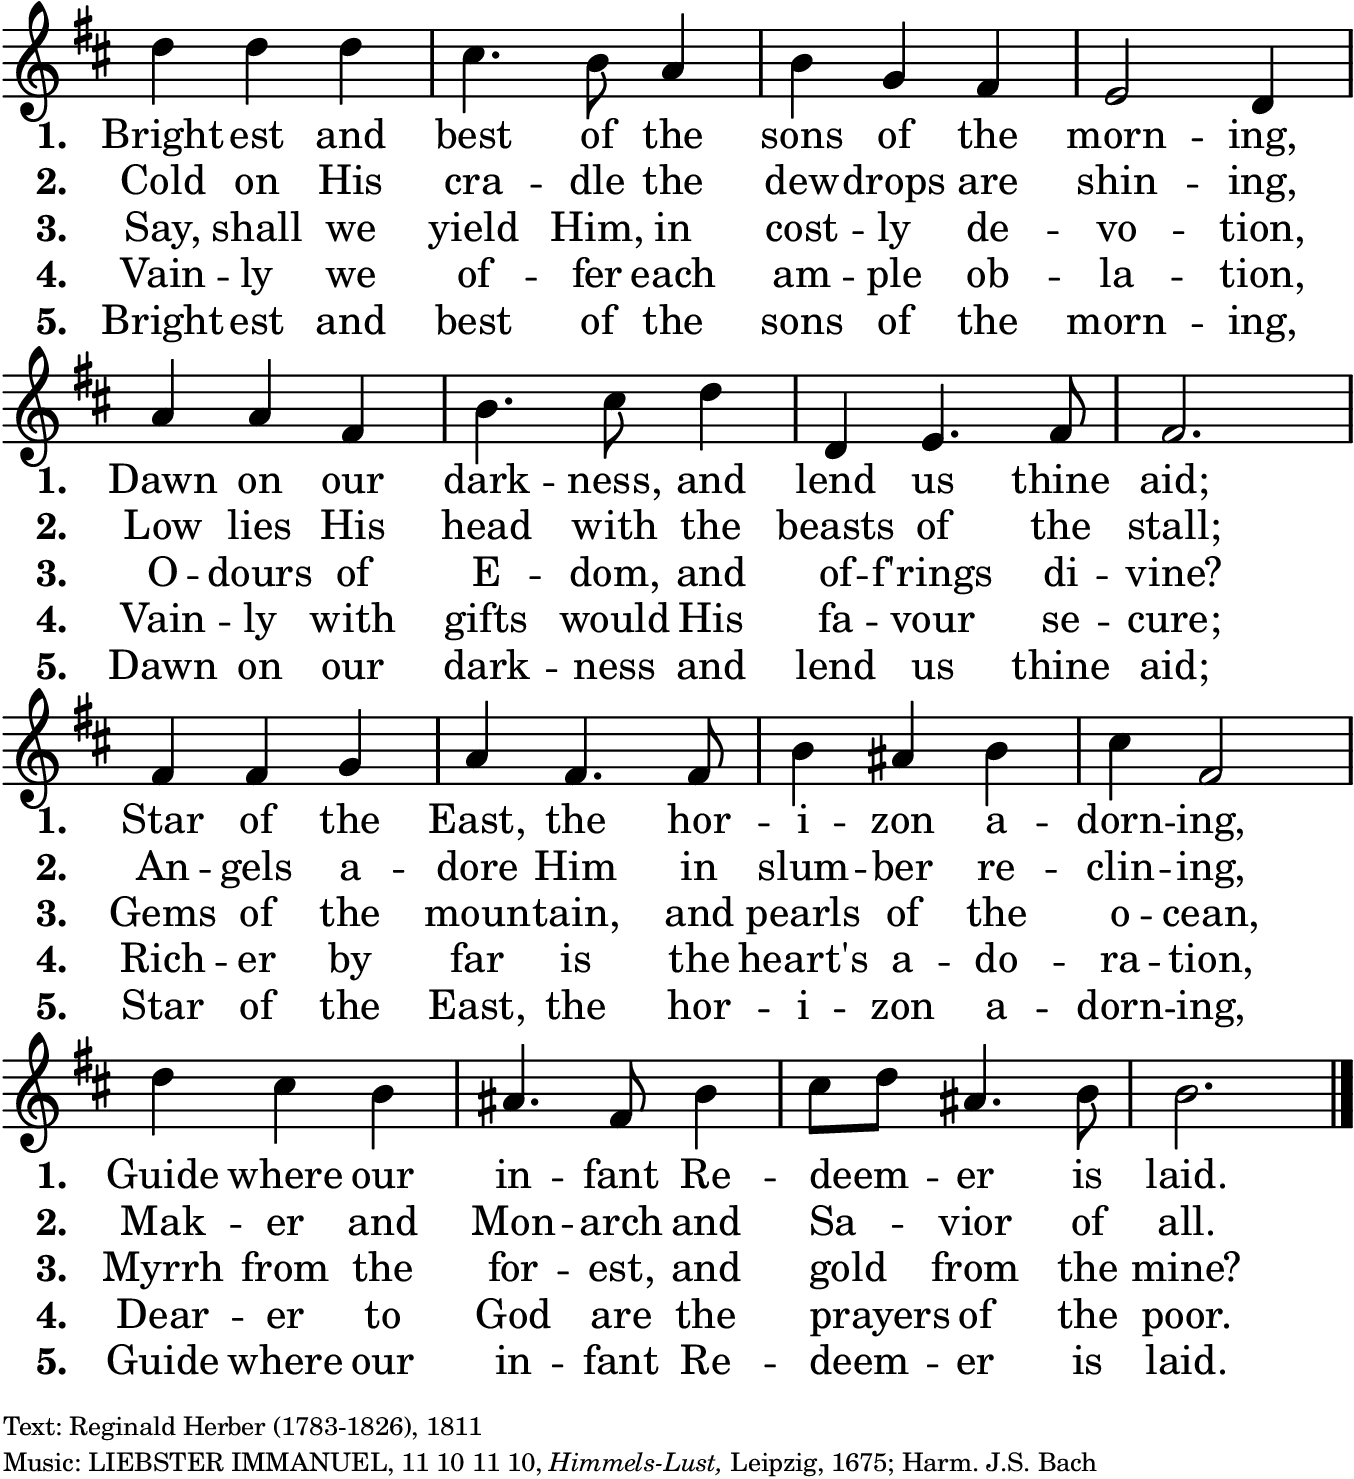 1. Bright-est and best of the sons of the morn - ing,
2. Cold on His cra - dle the dew-drops are shin - ing,
3. Say, shall we yield Him, in cost - ly de - vo - tion,
4. Vain - ly we of - fer each am - ple ob - la - tion,
5. Bright-est and best of the sons of the morn - ing,
1. Dawn on our dark - ness, and lend us thine aid;
2. Low lies His head with the beasts of the stall;
3. O - dours of E - dom, and of - f'rings di - vine?
4. Vain - ly with gifts would His fa - vour se - cure;
5. Dawn on our dark - ness and lend us thine aid;
1. Star of the East, the hor - i - zon a - dorn - ing,
2. An - gels a - dore Him in slum - ber re - clin - ing,
3. Gems of the moun-tain, and pearls of the o - cean,
4. Rich - er by far is the heart's a - do - ra - tion,
5. Star of the East, the hor - i - zon a - dorn - ing,
1. Guide where our in - fant Re - deem - er is laid.
2. Mak - er and Mon - arch and Sa - vior of all.
3. Myrrh from the for - est, and gold from the mine?
4. Dear - er to God are the prayers of the poor.
5. Guide where our in - fant Re - deem - er is laid.
Text: Reginald Herber (1783-1826), 1811
Music: LIEBSTER IMMANUEL, 11 10 11 10, Himmels-Lust, Leipzig, 1675; Harm. J.S. Bach